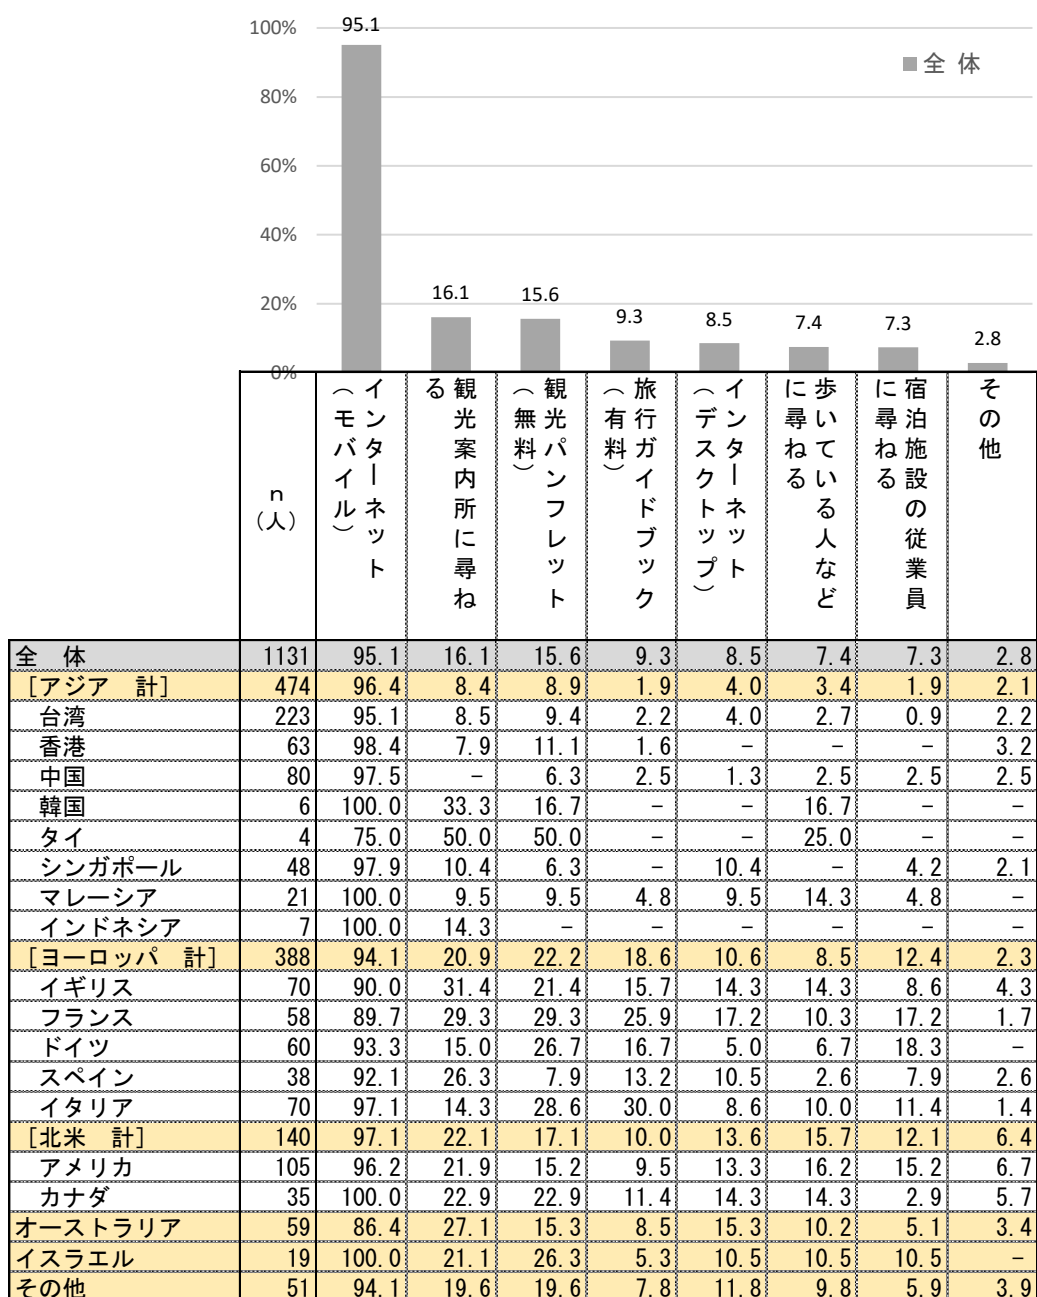 100%
80%
60%
40%
20%
0%
95.1
16.1
15.6
9.3
8.5
7.4
7.3
2.8
全 体
n
（人）
インターネット
（モバイル）
観光案内所に尋ね
る
観光パンフレット
（無料）
旅行ガイドブック
（有料）
インターネット
（デスクトップ）
歩いている人など
に尋ねる
宿泊施設の従業員
に尋ねる
その他
全 体 1131 95.1 16.1 15.6 9.3 8.5 7.4 7.3 2.8
［アジア 計］ 474 96.4 8.4 8.9 1.9 4.0 3.4 1.9 2.1
台湾 223 95.1 8.5 9.4 2.2 4.0 2.7 0.9 2.2
香港 63 98.4 7.9 11.1 1.6 − − − 3.2
中国 80 97.5 − 6.3 2.5 1.3 2.5 2.5 2.5
韓国 6 100.0 33.3 16.7 − − 16.7 − −
タイ 4 75.0 50.0 50.0 − − 25.0 − −
シンガポール 48 97.9 10.4 6.3 − 10.4 − 4.2 2.1
マレーシア 21 100.0 9.5 9.5 4.8 9.5 14.3 4.8 −
インドネシア 7 100.0 14.3 − − − − − −
［ヨーロッパ 計］ 388 94.1 20.9 22.2 18.6 10.6 8.5 12.4 2.3
イギリス 70 90.0 31.4 21.4 15.7 14.3 14.3 8.6 4.3
フランス 58 89.7 29.3 29.3 25.9 17.2 10.3 17.2 1.7
ドイツ 60 93.3 15.0 26.7 16.7 5.0 6.7 18.3 −
スペイン 38 92.1 26.3 7.9 13.2 10.5 2.6 7.9 2.6
イタリア 70 97.1 14.3 28.6 30.0 8.6 10.0 11.4 1.4
［北米 計］ 140 97.1 22.1 17.1 10.0 13.6 15.7 12.1 6.4
アメリカ 105 96.2 21.9 15.2 9.5 13.3 16.2 15.2 6.7
カナダ 35 100.0 22.9 22.9 11.4 14.3 14.3 2.9 5.7
オーストラリア 59 86.4 27.1 15.3 8.5 15.3 10.2 5.1 3.4
イスラエル 19 100.0 21.1 26.3 5.3 10.5 10.5 10.5 −
その他 51 94.1 19.6 19.6 7.8 11.8 9.8 5.9 3.9